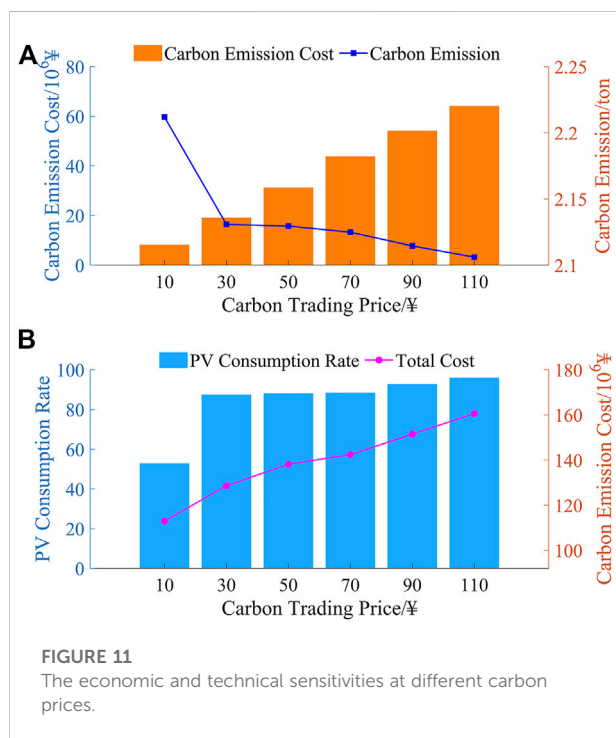 A
Carbon Emission Cost Carbon Emission
Carbon Emission Cost/10⁶¥
80
60
40
20
0
2.25
2.2
2.15
2.1
Carbon Emission/ton
10 30 50 70 90 110
Carbon Trading Price/¥
B
PV Consumption Rate Total Cost
PV Consumption Rate
100
80
60
40
20
0
180
160
140
120
100
Carbon Emission Cost/10⁶¥
10 30 50 70 90 110
Carbon Trading Price/¥
FIGURE 11
The economic and technical sensitivities at different carbon
prices.